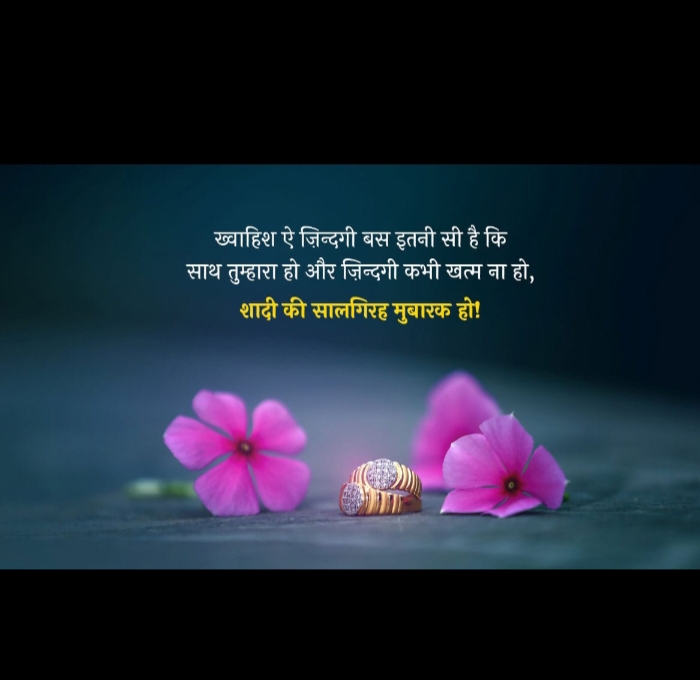 ख्वाहिश ऐ ज़िन्दगी बस इतनी सी है कि
साथ तुम्हारा हो और ज़िन्दगी कभी खत्म ना हो,
शादी की सालगिरह मुबारक हो!